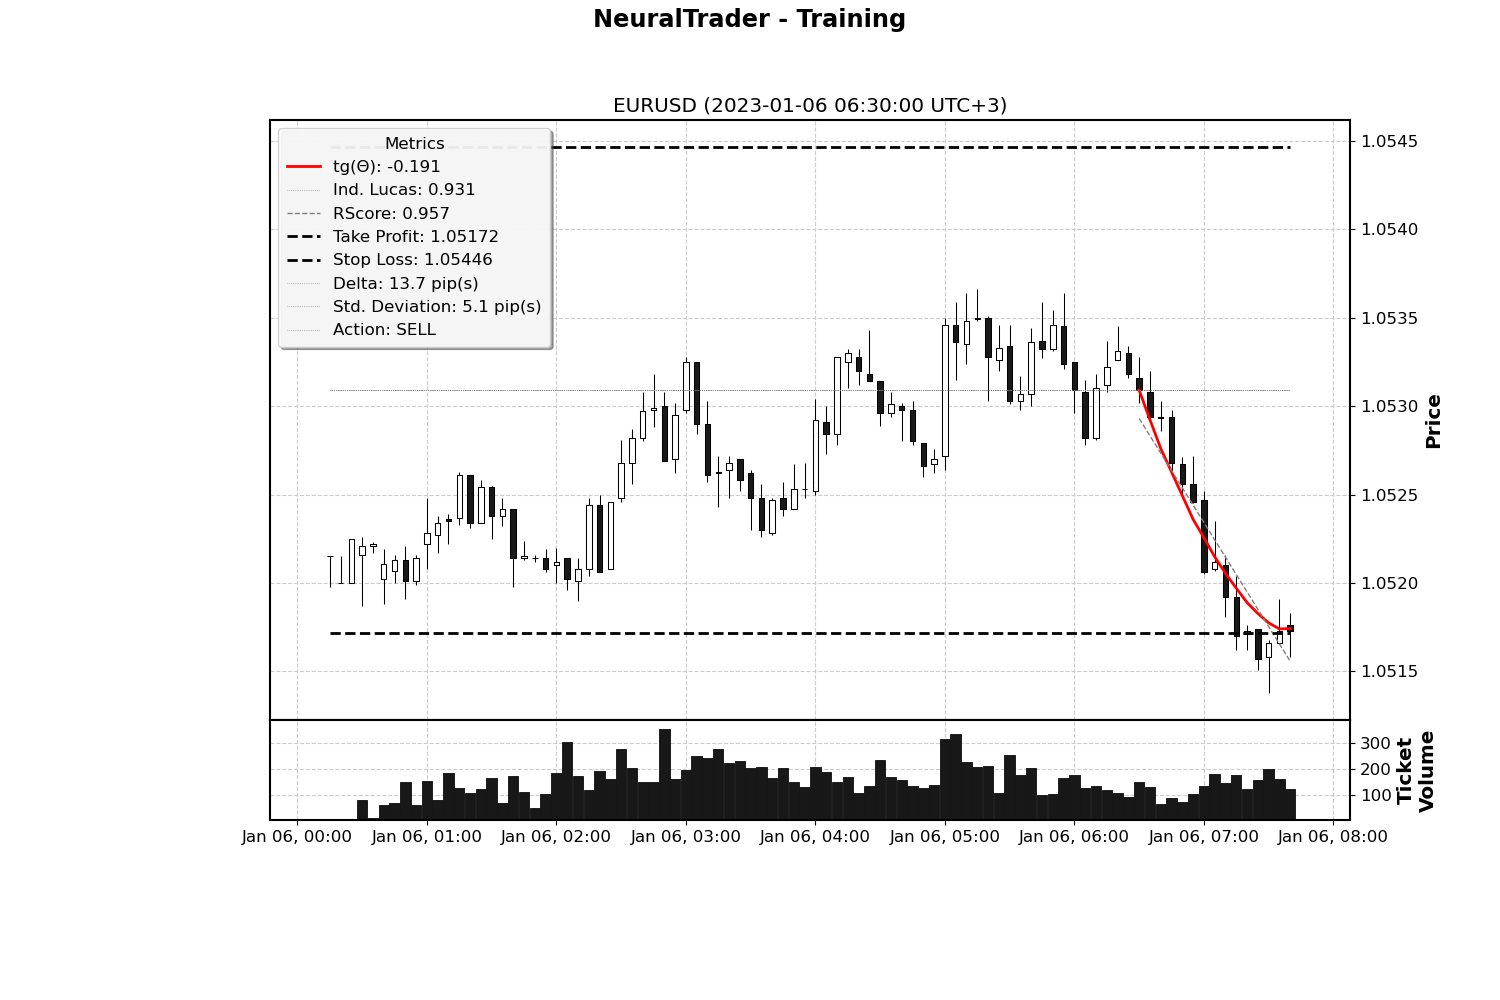 NeuralTrader - Training
EURUSD (2023-01-06 06:30:00 UTC+3)
Metrics
tg(Θ): -0.191
Ind. Lucas: 0.931
RScore: 0.957
Take Profit: 1.05172
Stop Loss: 1.05446
Delta: 13.7 pip(s)
Std. Deviation: 5.1 pip(s)
Action: SELL
1.0545
1.0540
1.0535
1.0530
1.0525
1.0520
1.0515
Price
300
200
100
Ticket
Volume
Jan 06, 00:00 Jan 06, 01:00 Jan 06, 02:00 Jan 06, 03:00 Jan 06, 04:00 Jan 06, 05:00 Jan 06, 06:00 Jan 06, 07:00 Jan 06, 08:00